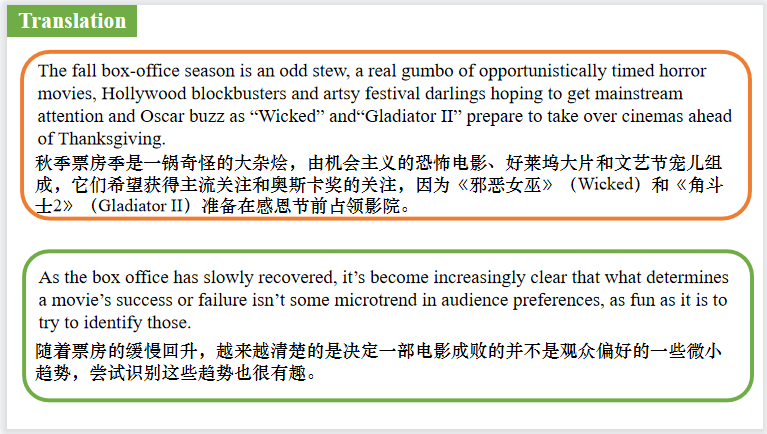 Translation
The fall box-office season is an odd stew, a real gumbo of opportunistically timed horror
movies, Hollywood blockbusters and artsy festival darlings hoping to get mainstream
attention and Oscar buzz as “Wicked” and“Gladiator II” prepare to take over cinemas ahead
of Thanksgiving.
秋季票房季是一锅奇怪的大杂烩，由机会主义的恐怖电影、好莱坞大片和文艺节宠儿组
成，它们希望获得主流关注和奥斯卡奖的关注，因为《邪恶女巫》（Wicked）和《角斗
士2》（Gladiator II）准备在感恩节前占领影院。
As the box office has slowly recovered, it’s become increasingly clear that what determines
a movie’s success or failure isn’t some microtrend in audience preferences, as fun as it is to
try to identify those.
随着票房的缓慢回升，越来越清楚的是决定一部电影成败的并不是观众偏好的一些微小
趋势，尝试识别这些趋势也很有趣。